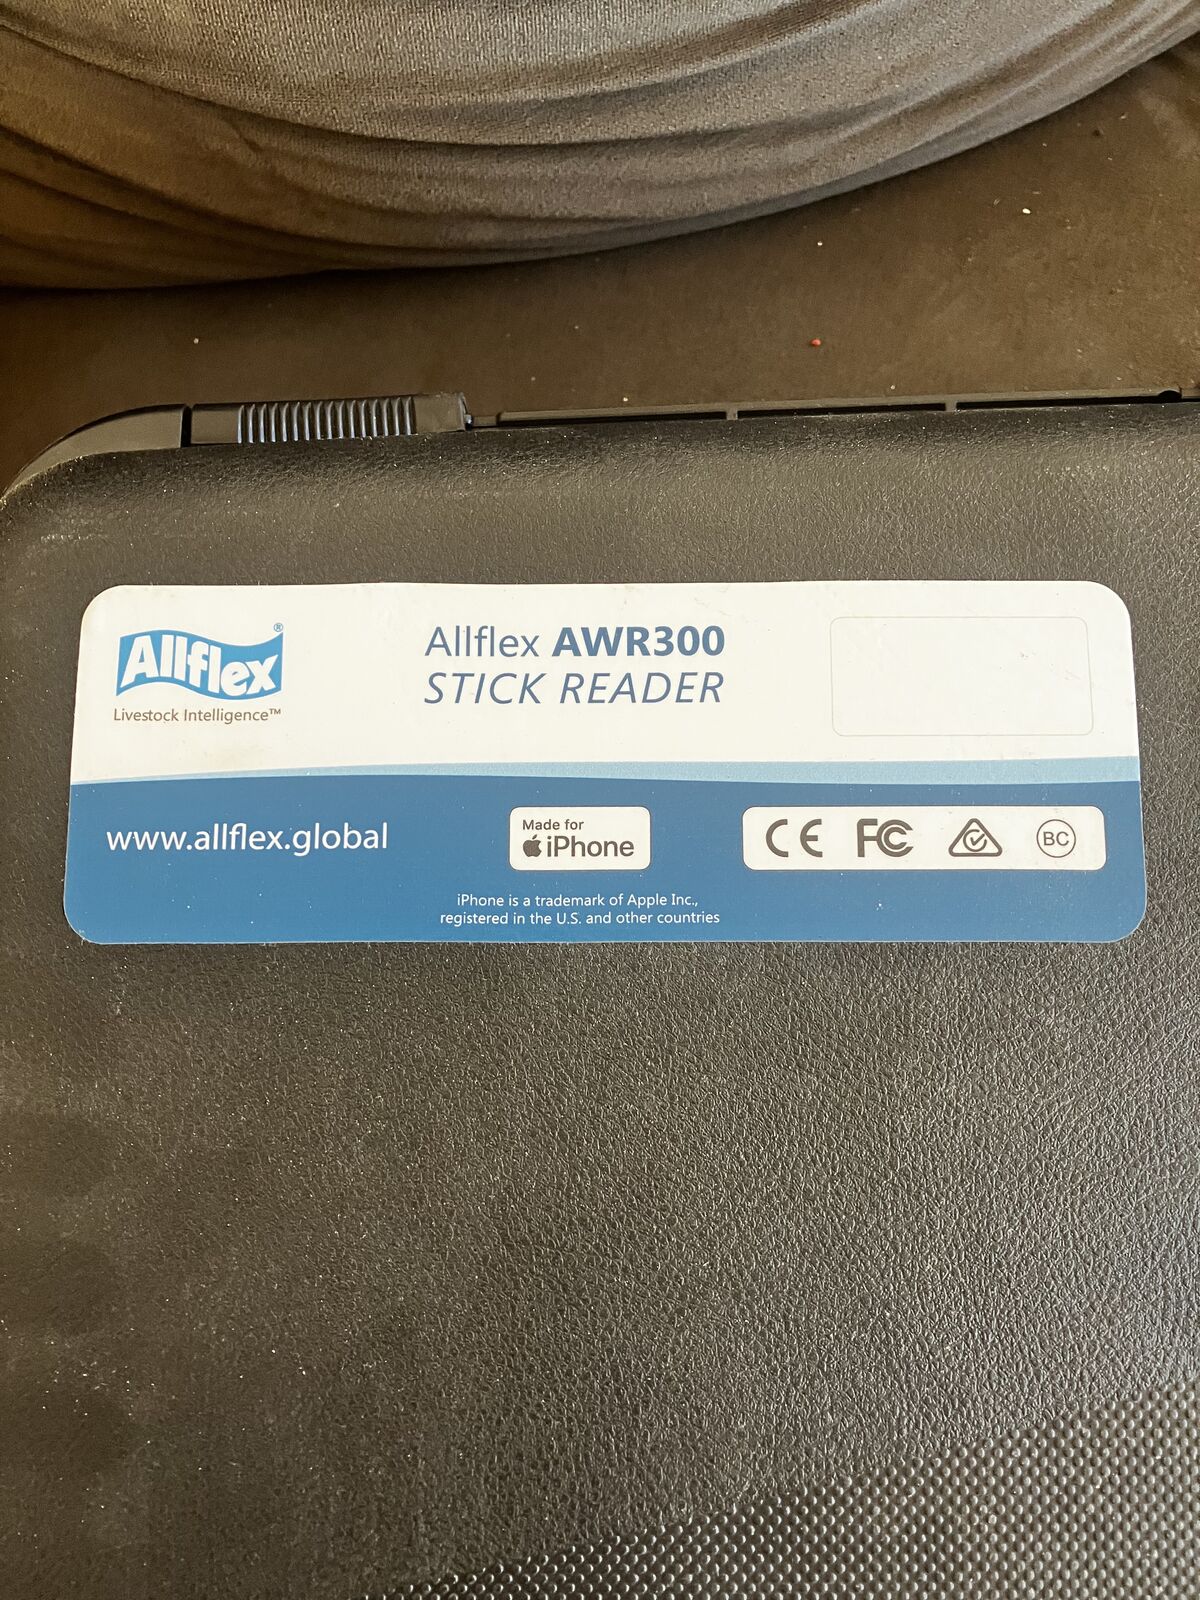 Allflex®
Livestock Intelligence™
Allflex AWR300
STICK READER
www.allflex.global
Made for
iPhone
CE FC BC
iPhone is a trademark of Apple Inc.,
registered in the U.S. and other countries